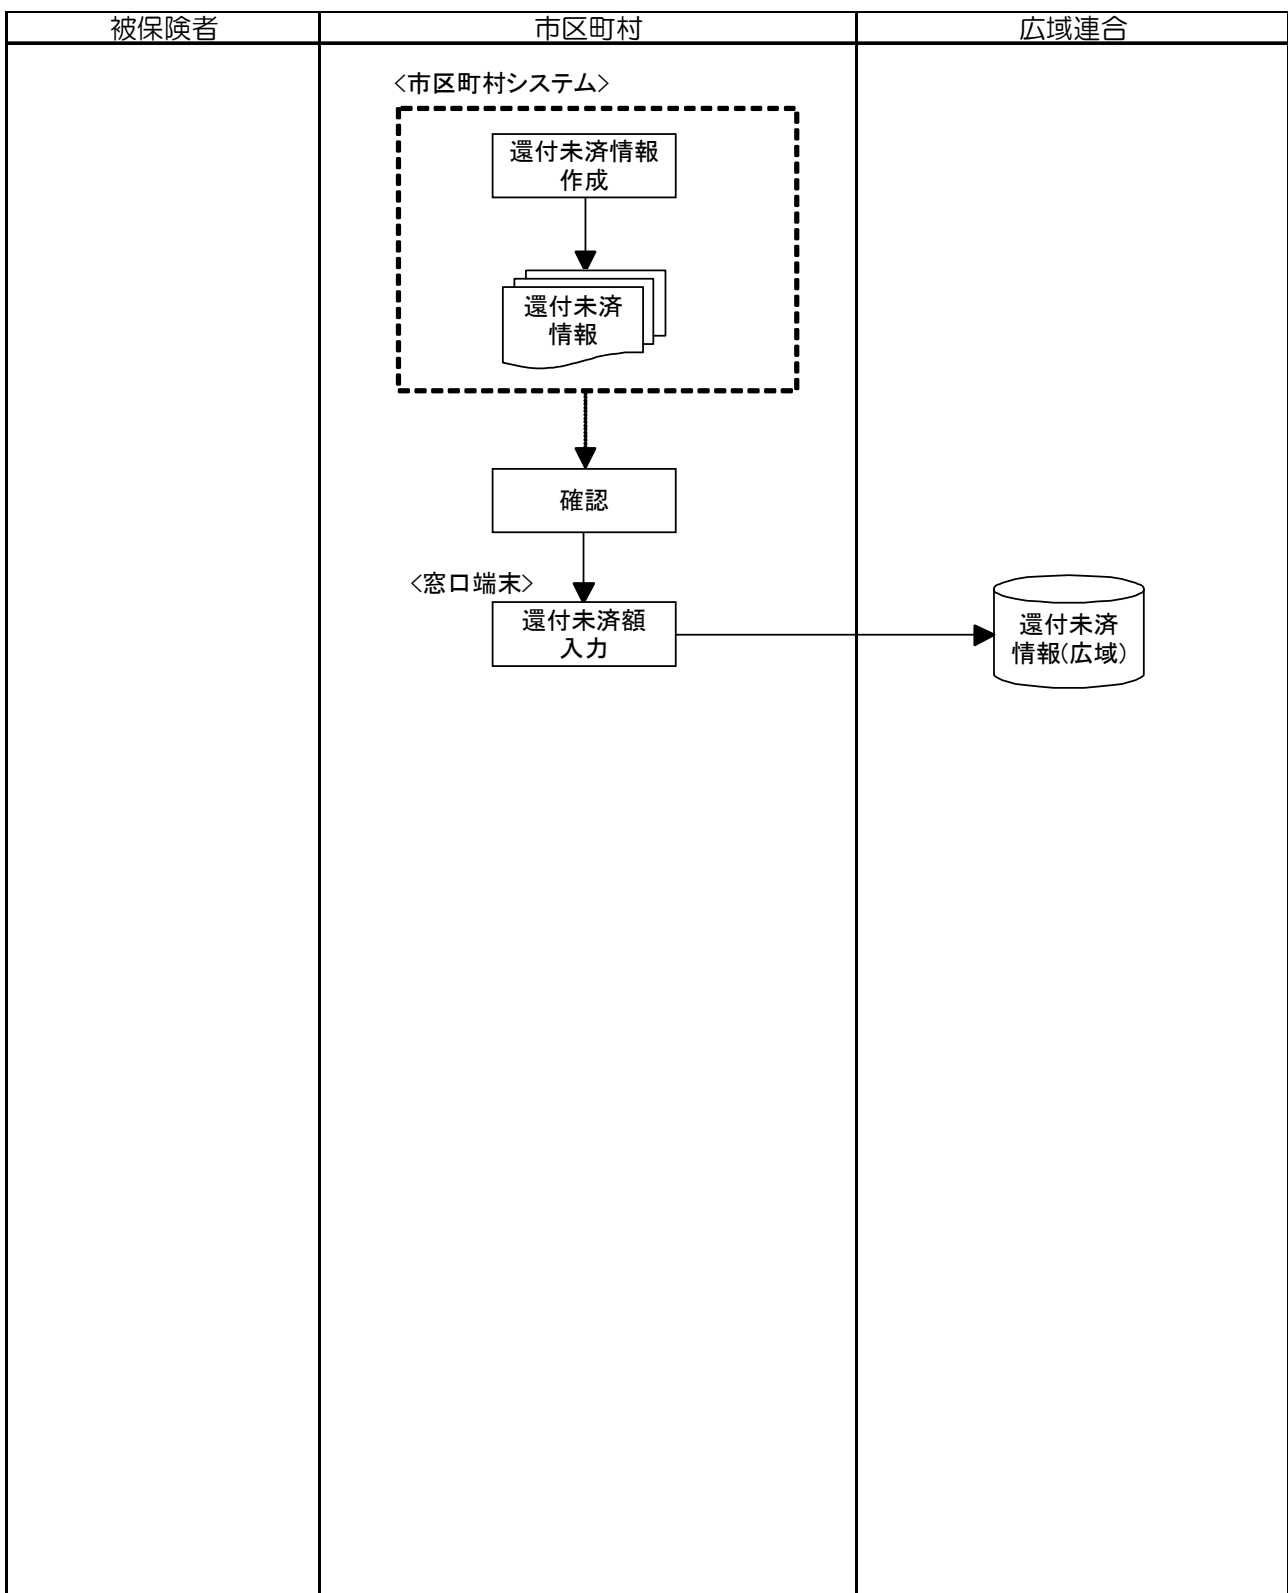 被保険者
市区町村
広域連合
<市区町村システム>
還付未済情報
作成
還付未済
情報
確認
<窓口端末>
還付未済額
入力
還付未済
情報(広域)